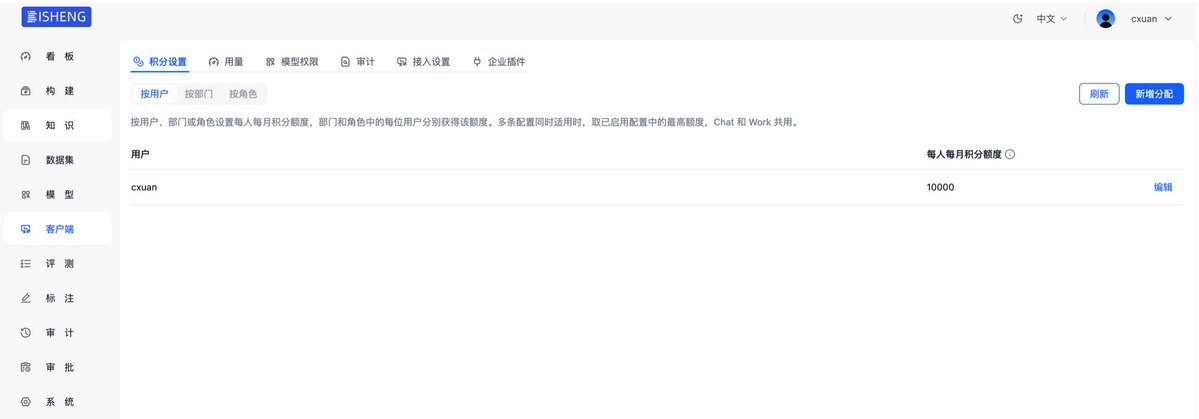 BISHENG
中文
cxuan
看 板
构 建
知 识
数据集
模 型
客户端
评 测
标 注
审 计
审 批
系 统
积分设置 用量 模型权限 审计 接入设置 企业插件
按用户 按部门 按角色
刷新 新增分配
按用户、部门或角色设置每人每月积分额度，部门和角色中的每位用户分别获得该额度。多条配置同时适用时，取已启用配置中的最高额度，Chat 和 Work 共用。
用户 每人每月积分额度
cxuan 10000 编辑